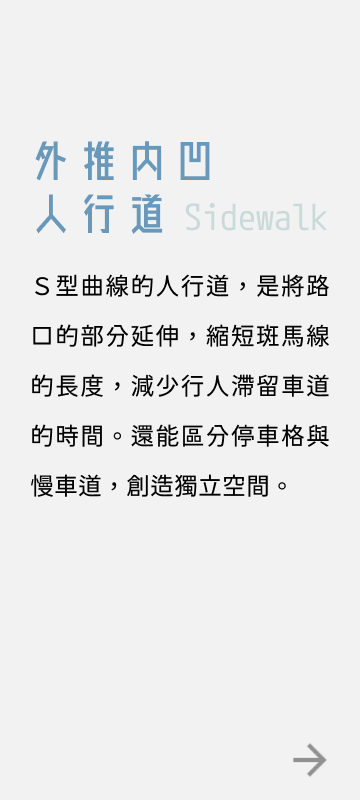 外推内凹
人行道 Sidewalk
S型曲線的人行道，是將路
口的部分延伸，縮短斑馬線
的長度，減少行人滯留車道
的時間。還能區分停車格與
慢車道，創造獨立空間。